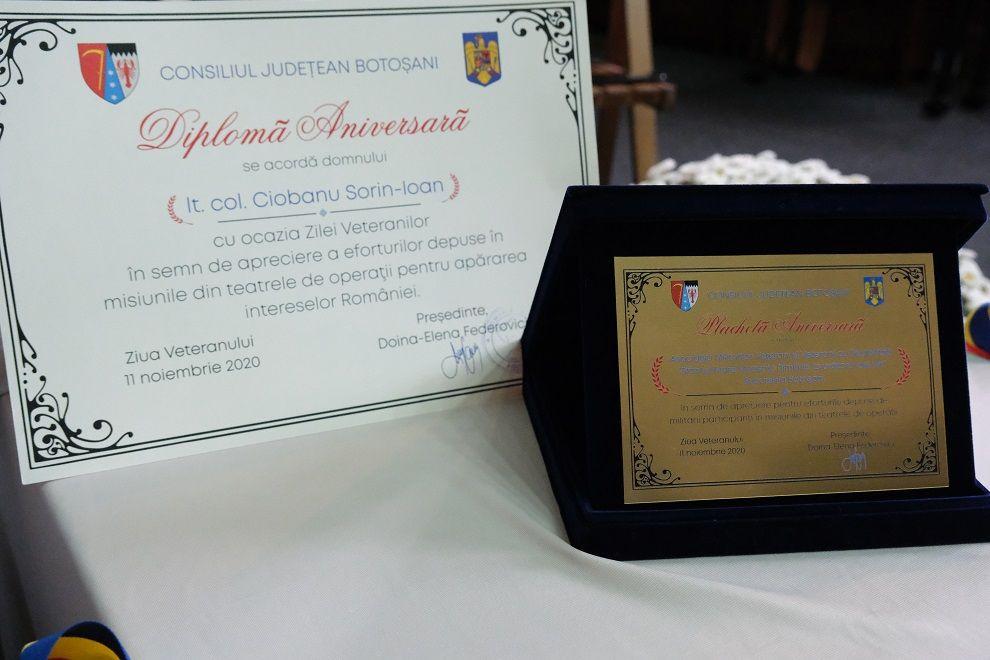 CONSILIUL JUDEȚEAN BOTOȘANI
Diplomă Aniversară
se acordă domnului
lt. col. Ciobanu Sorin-Ioan
cu ocazia Zilei Veteranilor
în semn de apreciere a eforturilor depuse în
misiunile din teatrele de operaţii pentru apărarea
intereselor României.
Ziua Veteranului
11 noiembrie 2020
Președinte,
Doina-Elena Federovici
CONSILIUL JUDEȚEAN BOTOȘANI
Plachetă Aniversară
în semn de apreciere pentru eforturile depuse de
militarii participanți în misiunile din teatrele de operații
Ziua Veteranului
11 noiembrie 2020
Președinte,
Doina-Elena Federovici